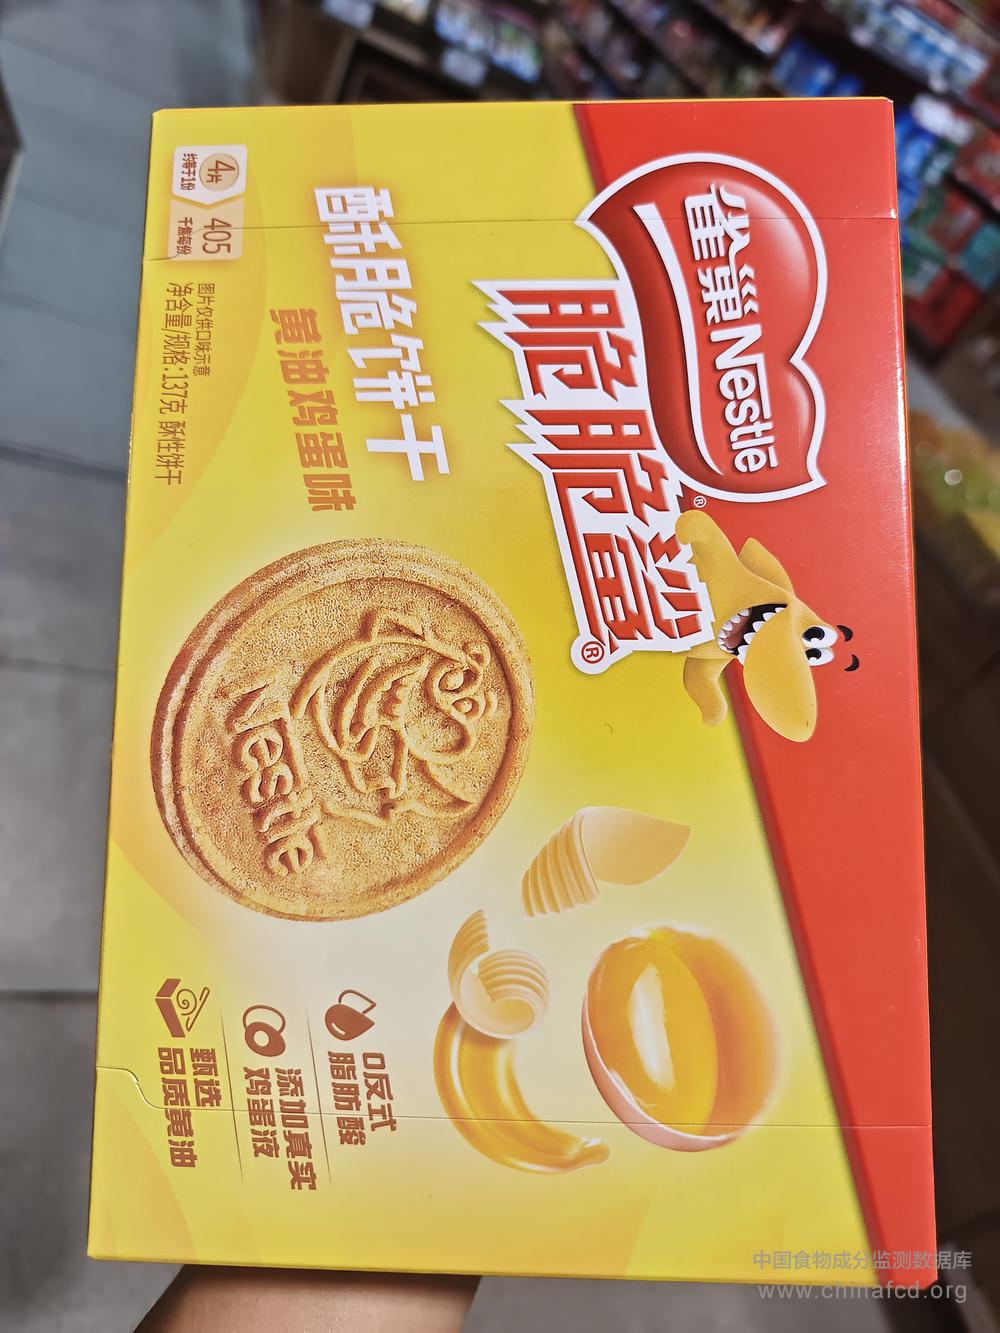 雀巢Nestlé
脆脆鲨®
®
酥脆饼干
黄油鸡蛋味
4片
约等于1份
405
千焦每份
图片仅供口味示意
净含量/规格:137克 酥性饼干
Nestle
0反式
脂肪酸
添加真实
鸡蛋液
甄选
品质黄油
中国食物成分监测数据库
www.chinafcd.org